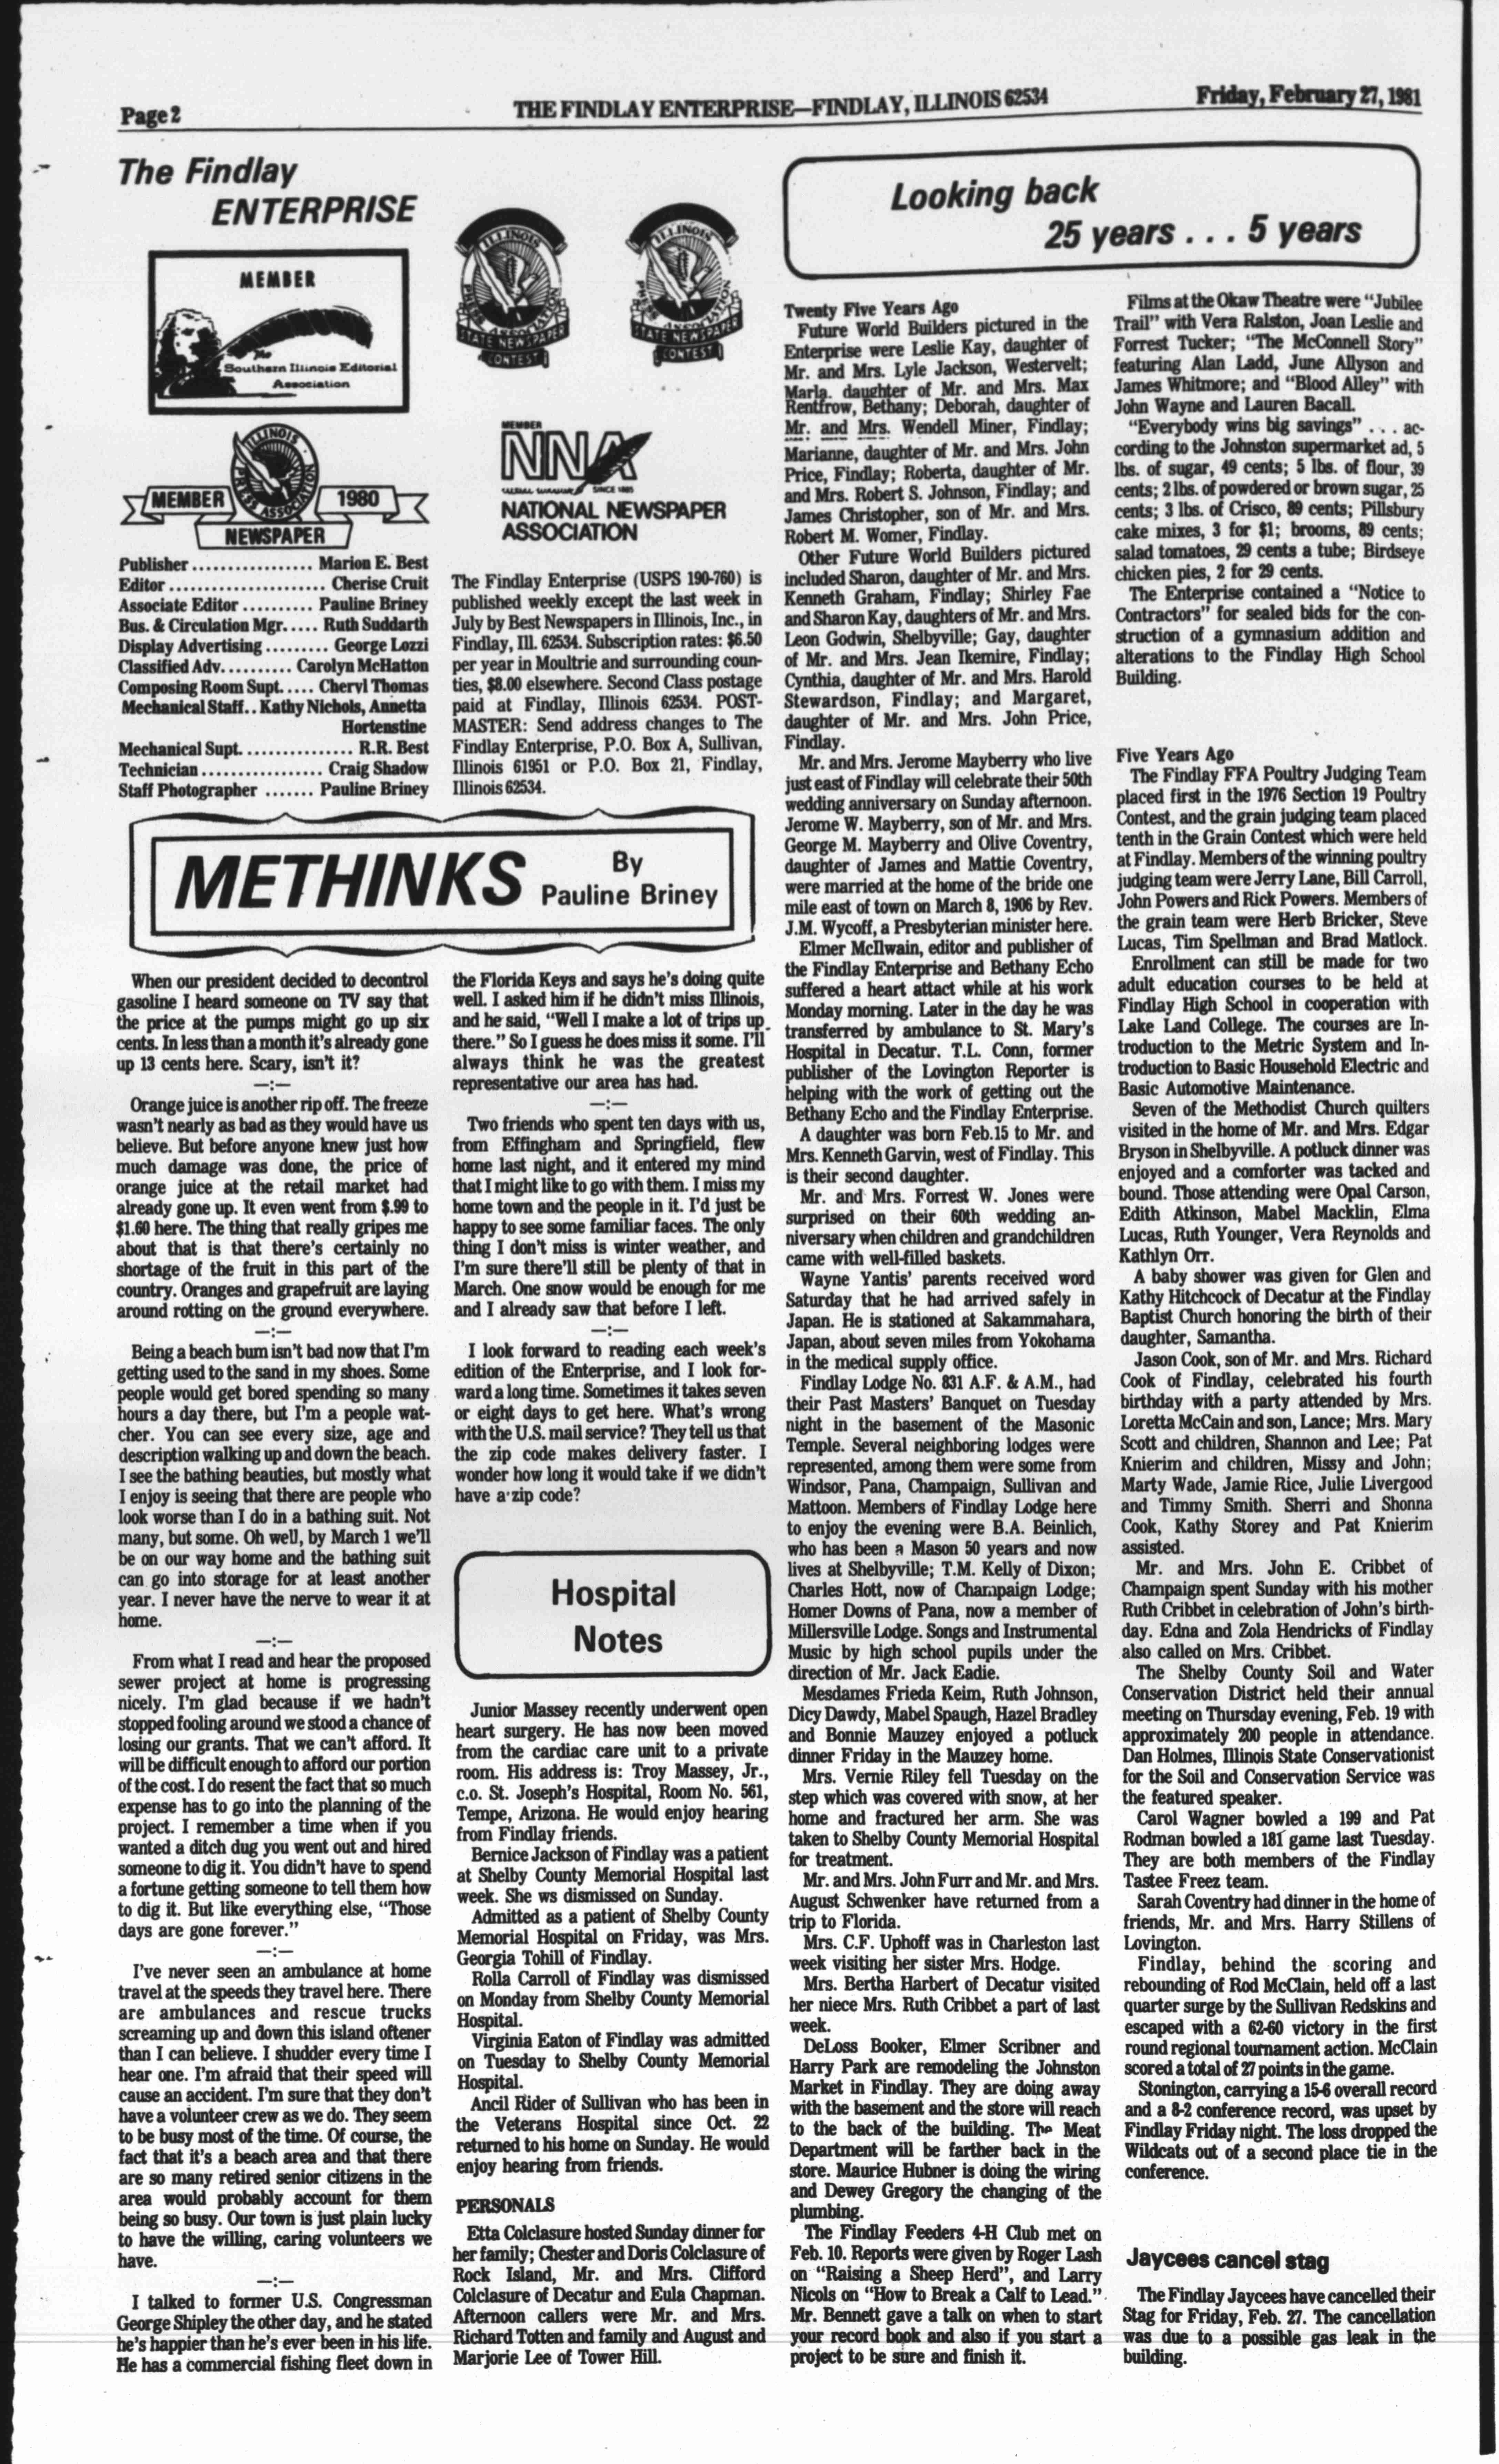 Page 2
THE FINDLAY ENTERPRISE—FINDLAY, ILLINOIS 62534
Friday, February 27, 1981
The Findlay
ENTERPRISE
MEMBER
The
Southern Illinois Editorial
Association
ILLINOIS
PRESS ASSOCIATION
MEMBER
1980
NEWSPAPER
Publisher ................ Marion E. Best
Editor ..................... Cherise Cruit
Associate Editor .......... Pauline Briney
Bus. & Circulation Mgr. .... Ruth Suddarth
Display Advertising ......... George Lozzi
Classified Adv. ......... Carolyn McHatton
Composing Room Supt. .... Cheryl Thomas
Mechanical Staff.. Kathy Nichols, Annetta
Hortenstine
Mechanical Supt. .............. R.R. Best
Technician ................ Craig Shadow
Staff Photographer ....... Pauline Briney
ILLINOIS
PRESS ASSOCIATION
STATE NEWSPAPER
CONTEST
ILLINOIS
PRESS ASSOCIATION
STATE NEWSPAPER
CONTEST
MEMBER
NNA
SINCE 1885
NATIONAL NEWSPAPER
ASSOCIATION
The Findlay Enterprise (USPS 190-760) is
published weekly except the last week in
July by Best Newspapers in Illinois, Inc., in
Findlay, Ill. 62534. Subscription rates: $6.50
per year in Moultrie and surrounding coun-
ties, $8.00 elsewhere. Second Class postage
paid at Findlay, Illinois 62534. POST-
MASTER: Send address changes to The
Findlay Enterprise, P.O. Box A, Sullivan,
Illinois 61951 or P.O. Box 21, Findlay,
Illinois 62534.
METHINKS
By
Pauline Briney
When our president decided to decontrol
gasoline I heard someone on TV say that
the price at the pumps might go up six
cents. In less than a month it's already gone
up 13 cents here. Scary, isn't it?
—:—
Orange juice is another rip off. The freeze
wasn't nearly as bad as they would have us
believe. But before anyone knew just how
much damage was done, the price of
orange juice at the retail market had
already gone up. It even went from $.99 to
$1.60 here. The thing that really gripes me
about that is that there's certainly no
shortage of the fruit in this part of the
country. Oranges and grapefruit are laying
around rotting on the ground everywhere.
—:—
Being a beach bum isn't bad now that I'm
getting used to the sand in my shoes. Some
people would get bored spending so many
hours a day there, but I'm a people wat-
cher. You can see every size, age and
description walking up and down the beach.
I see the bathing beauties, but mostly what
I enjoy is seeing that there are people who
look worse than I do in a bathing suit. Not
many, but some. Oh well, by March 1 we'll
be on our way home and the bathing suit
can go into storage for at least another
year. I never have the nerve to wear it at
home.
—:—
From what I read and hear the proposed
sewer project at home is progressing
nicely. I'm glad because if we hadn't
stopped fooling around we stood a chance of
losing our grants. That we can't afford. It
will be difficult enough to afford our portion
of the cost. I do resent the fact that so much
expense has to go into the planning of the
project. I remember a time when if you
wanted a ditch dug you went out and hired
someone to dig it. You didn't have to spend
a fortune getting someone to tell them how
to dig it. But like everything else, "Those
days are gone forever."
—:—
I've never seen an ambulance at home
travel at the speeds they travel here. There
are ambulances and rescue trucks
screaming up and down this island oftener
than I can believe. I shudder every time I
hear one. I'm afraid that their speed will
cause an accident. I'm sure that they don't
have a volunteer crew as we do. They seem
to be busy most of the time. Of course, the
fact that it's a beach area and that there
are so many retired senior citizens in the
area would probably account for them
being so busy. Our town is just plain lucky
to have the willing, caring volunteers we
have.
—:—
I talked to former U.S. Congressman
George Shipley the other day, and he stated
he's happier than he's ever been in his life.
He has a commercial fishing fleet down in
the Florida Keys and says he's doing quite
well. I asked him if he didn't miss Illinois,
and he said, "Well I make a lot of trips up
there." So I guess he does miss it some. I'll
always think he was the greatest
representative our area has had.
—:—
Two friends who spent ten days with us,
from Effingham and Springfield, flew
home last night, and it entered my mind
that I might like to go with them. I miss my
home town and the people in it. I'd just be
happy to see some familiar faces. The only
thing I don't miss is winter weather, and
I'm sure there'll still be plenty of that in
March. One snow would be enough for me
and I already saw that before I left.
—:—
I look forward to reading each week's
edition of the Enterprise, and I look for-
ward a long time. Sometimes it takes seven
or eight days to get here. What's wrong
with the U.S. mail service? They tell us that
the zip code makes delivery faster. I
wonder how long it would take if we didn't
have a zip code?
Hospital
Notes
Junior Massey recently underwent open
heart surgery. He has now been moved
from the cardiac care unit to a private
room. His address is: Troy Massey, Jr.,
c.o. St. Joseph's Hospital, Room No. 561,
Tempe, Arizona. He would enjoy hearing
from Findlay friends.
Bernice Jackson of Findlay was a patient
at Shelby County Memorial Hospital last
week. She ws dismissed on Sunday.
Admitted as a patient of Shelby County
Memorial Hospital on Friday, was Mrs.
Georgia Tohill of Findlay.
Rolla Carroll of Findlay was dismissed
on Monday from Shelby County Memorial
Hospital.
Virginia Eaton of Findlay was admitted
on Tuesday to Shelby County Memorial
Hospital.
Ancil Rider of Sullivan who has been in
the Veterans Hospital since Oct. 22
returned to his home on Sunday. He would
enjoy hearing from friends.
PERSONALS
Etta Colclasure hosted Sunday dinner for
her family; Chester and Doris Colclasure of
Rock Island, Mr. and Mrs. Clifford
Colclasure of Decatur and Eula Chapman.
Afternoon callers were Mr. and Mrs.
Richard Totten and family and August and
Marjorie Lee of Tower Hill.
Looking back
25 years . . . 5 years
Twenty Five Years Ago
Future World Builders pictured in the
Enterprise were Leslie Kay, daughter of
Mr. and Mrs. Lyle Jackson, Westervelt;
Marla, daughter of Mr. and Mrs. Max
Rentfrow, Bethany; Deborah, daughter of
Mr. and Mrs. Wendell Miner, Findlay;
Marianne, daughter of Mr. and Mrs. John
Price, Findlay; Roberta, daughter of Mr.
and Mrs. Robert S. Johnson, Findlay; and
James Christopher, son of Mr. and Mrs.
Robert M. Womer, Findlay.
Other Future World Builders pictured
included Sharon, daughter of Mr. and Mrs.
Kenneth Graham, Findlay; Shirley Fae
and Sharon Kay, daughters of Mr. and Mrs.
Leon Godwin, Shelbyville; Gay, daughter
of Mr. and Mrs. Jean Ikemire, Findlay;
Cynthia, daughter of Mr. and Mrs. Harold
Stewardson, Findlay; and Margaret,
daughter of Mr. and Mrs. John Price,
Findlay.
Mr. and Mrs. Jerome Mayberry who live
just east of Findlay will celebrate their 50th
wedding anniversary on Sunday afternoon.
Jerome W. Mayberry, son of Mr. and Mrs.
George M. Mayberry and Olive Coventry,
daughter of James and Mattie Coventry,
were married at the home of the bride one
mile east of town on March 8, 1906 by Rev.
J.M. Wycoff, a Presbyterian minister here.
Elmer McIlwain, editor and publisher of
the Findlay Enterprise and Bethany Echo
suffered a heart attact while at his work
Monday morning. Later in the day he was
transferred by ambulance to St. Mary's
Hospital in Decatur. T.L. Conn, former
publisher of the Lovington Reporter is
helping with the work of getting out the
Bethany Echo and the Findlay Enterprise.
A daughter was born Feb.15 to Mr. and
Mrs. Kenneth Garvin, west of Findlay. This
is their second daughter.
Mr. and Mrs. Forrest W. Jones were
surprised on their 60th wedding an-
niversary when children and grandchildren
came with well-filled baskets.
Wayne Yantis' parents received word
Saturday that he had arrived safely in
Japan. He is stationed at Sakammahara,
Japan, about seven miles from Yokohama
in the medical supply office.
Findlay Lodge No. 831 A.F. & A.M., had
their Past Masters' Banquet on Tuesday
night in the basement of the Masonic
Temple. Several neighboring lodges were
represented, among them were some from
Windsor, Pana, Champaign, Sullivan and
Mattoon. Members of Findlay Lodge here
to enjoy the evening were B.A. Beinlich,
who has been a Mason 50 years and now
lives at Shelbyville; T.M. Kelly of Dixon;
Charles Hott, now of Champaign Lodge;
Homer Downs of Pana, now a member of
Millersville Lodge. Songs and Instrumental
Music by high school pupils under the
direction of Mr. Jack Eadie.
Mesdames Frieda Keim, Ruth Johnson,
Dicy Dawdy, Mabel Spaugh, Hazel Bradley
and Bonnie Mauzey enjoyed a potluck
dinner Friday in the Mauzey home.
Mrs. Vernie Riley fell Tuesday on the
step which was covered with snow, at her
home and fractured her arm. She was
taken to Shelby County Memorial Hospital
for treatment.
Mr. and Mrs. John Furr and Mr. and Mrs.
August Schwenker have returned from a
trip to Florida.
Mrs. C.F. Uphoff was in Charleston last
week visiting her sister Mrs. Hodge.
Mrs. Bertha Harbert of Decatur visited
her niece Mrs. Ruth Cribbet a part of last
week.
DeLoss Booker, Elmer Scribner and
Harry Park are remodeling the Johnston
Market in Findlay. They are doing away
with the basement and the store will reach
to the back of the building. The Meat
Department will be farther back in the
store. Maurice Hubner is doing the wiring
and Dewey Gregory the changing of the
plumbing.
The Findlay Feeders 4-H Club met on
Feb. 10. Reports were given by Roger Lash
on "Raising a Sheep Herd", and Larry
Nicols on "How to Break a Calf to Lead."
Mr. Bennett gave a talk on when to start
your record book and also if you start a
project to be sure and finish it.
Films at the Okaw Theatre were "Jubilee
Trail" with Vera Ralston, Joan Leslie and
Forrest Tucker; "The McConnell Story"
featuring Alan Ladd, June Allyson and
James Whitmore; and "Blood Alley" with
John Wayne and Lauren Bacall.
"Everybody wins big savings" . . . ac-
cording to the Johnston supermarket ad, 5
lbs. of sugar, 49 cents; 5 lbs. of flour, 39
cents; 2 lbs. of powdered or brown sugar, 25
cents; 3 lbs. of Crisco, 89 cents; Pillsbury
cake mixes, 3 for $1; brooms, 89 cents;
salad tomatoes, 29 cents a tube; Birdseye
chicken pies, 2 for 29 cents.
The Enterprise contained a "Notice to
Contractors" for sealed bids for the con-
struction of a gymnasium addition and
alterations to the Findlay High School
Building.
Five Years Ago
The Findlay FFA Poultry Judging Team
placed first in the 1976 Section 19 Poultry
Contest, and the grain judging team placed
tenth in the Grain Contest which were held
at Findlay. Members of the winning poultry
judging team were Jerry Lane, Bill Carroll,
John Powers and Rick Powers. Members of
the grain team were Herb Bricker, Steve
Lucas, Tim Spellman and Brad Matlock.
Enrollment can still be made for two
adult education courses to be held at
Findlay High School in cooperation with
Lake Land College. The courses are In-
troduction to the Metric System and In-
troduction to Basic Household Electric and
Basic Automotive Maintenance.
Seven of the Methodist Church quilters
visited in the home of Mr. and Mrs. Edgar
Bryson in Shelbyville. A potluck dinner was
enjoyed and a comforter was tacked and
bound. Those attending were Opal Carson,
Edith Atkinson, Mabel Macklin, Elma
Lucas, Ruth Younger, Vera Reynolds and
Kathlyn Orr.
A baby shower was given for Glen and
Kathy Hitchcock of Decatur at the Findlay
Baptist Church honoring the birth of their
daughter, Samantha.
Jason Cook, son of Mr. and Mrs. Richard
Cook of Findlay, celebrated his fourth
birthday with a party attended by Mrs.
Loretta McCain and son, Lance; Mrs. Mary
Scott and children, Shannon and Lee; Pat
Knierim and children, Missy and John;
Marty Wade, Jamie Rice, Julie Livergood
and Timmy Smith. Sherri and Shonna
Cook, Kathy Storey and Pat Knierim
assisted.
Mr. and Mrs. John E. Cribbet of
Champaign spent Sunday with his mother
Ruth Cribbet in celebration of John's birth-
day. Edna and Zola Hendricks of Findlay
also called on Mrs. Cribbet.
The Shelby County Soil and Water
Conservation District held their annual
meeting on Thursday evening, Feb. 19 with
approximately 200 people in attendance.
Dan Holmes, Illinois State Conservationist
for the Soil and Conservation Service was
the featured speaker.
Carol Wagner bowled a 199 and Pat
Rodman bowled a 181 game last Tuesday.
They are both members of the Findlay
Tastee Freez team.
Sarah Coventry had dinner in the home of
friends, Mr. and Mrs. Harry Stillens of
Lovington.
Findlay, behind the scoring and
rebounding of Rod McClain, held off a last
quarter surge by the Sullivan Redskins and
escaped with a 62-60 victory in the first
round regional tournament action. McClain
scored a total of 27 points in the game.
Stonington, carrying a 15-6 overall record
and a 8-2 conference record, was upset by
Findlay Friday night. The loss dropped the
Wildcats out of a second place tie in the
conference.
Jaycees cancel stag
The Findlay Jaycees have cancelled their
Stag for Friday, Feb. 27. The cancellation
was due to a possible gas leak in the
building.